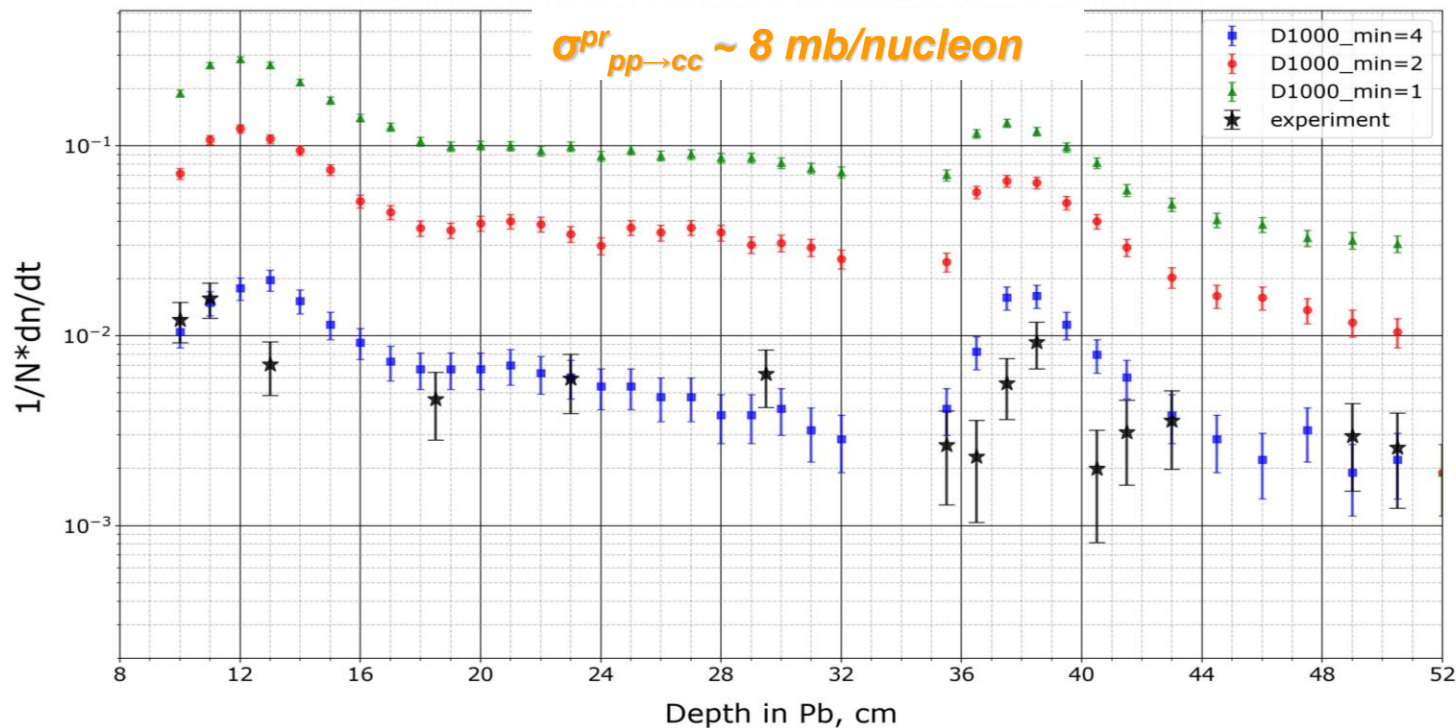 σ^pr_pp→cc ~ 8 mb/nucleon
D1000_min=4
D1000_min=2
D1000_min=1
experiment
1/N*dn/dt
10^-1
10^-2
10^-3
8 12 16 20 24 28 32 36 40 44 48 52
Depth in Pb, cm